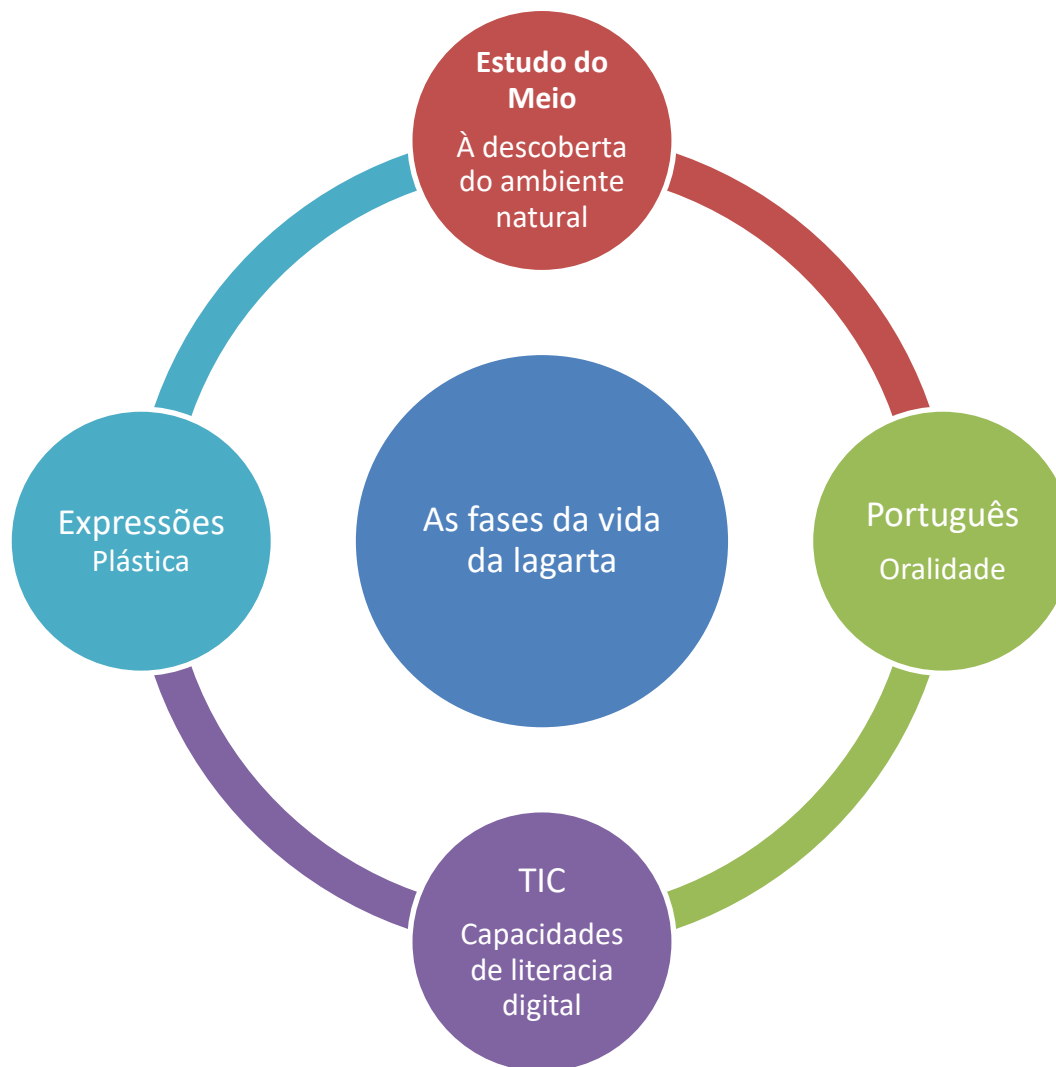 Estudo do
Meio
À descoberta
do ambiente
natural
Expressões
Plástica
As fases da vida
da lagarta
Português
Oralidade
TIC
Capacidades
de literacia
digital